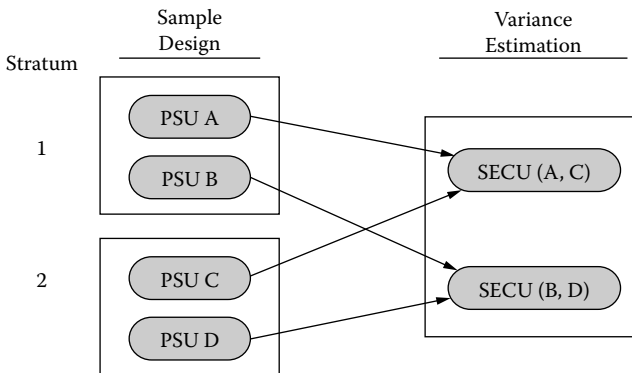 Sample
Design
Variance
Estimation
Stratum
1
PSU A
PSU B
2
PSU C
PSU D
SECU (A, C)
SECU (B, D)